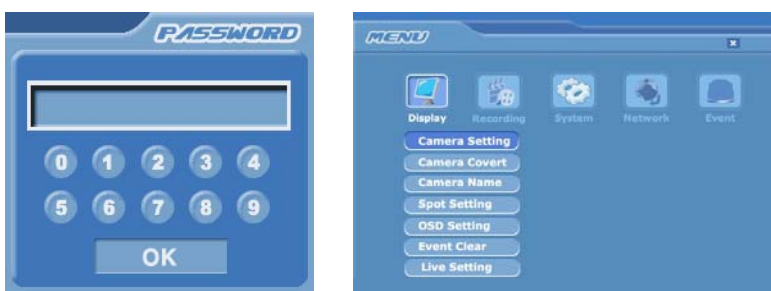 PASSWORD
0 1 2 3 4
5 6 7 8 9
OK
MENU
x
Display Recording System Network Event
Camera Setting
Camera Covert
Camera Name
Spot Setting
OSD Setting
Event Clear
Live Setting